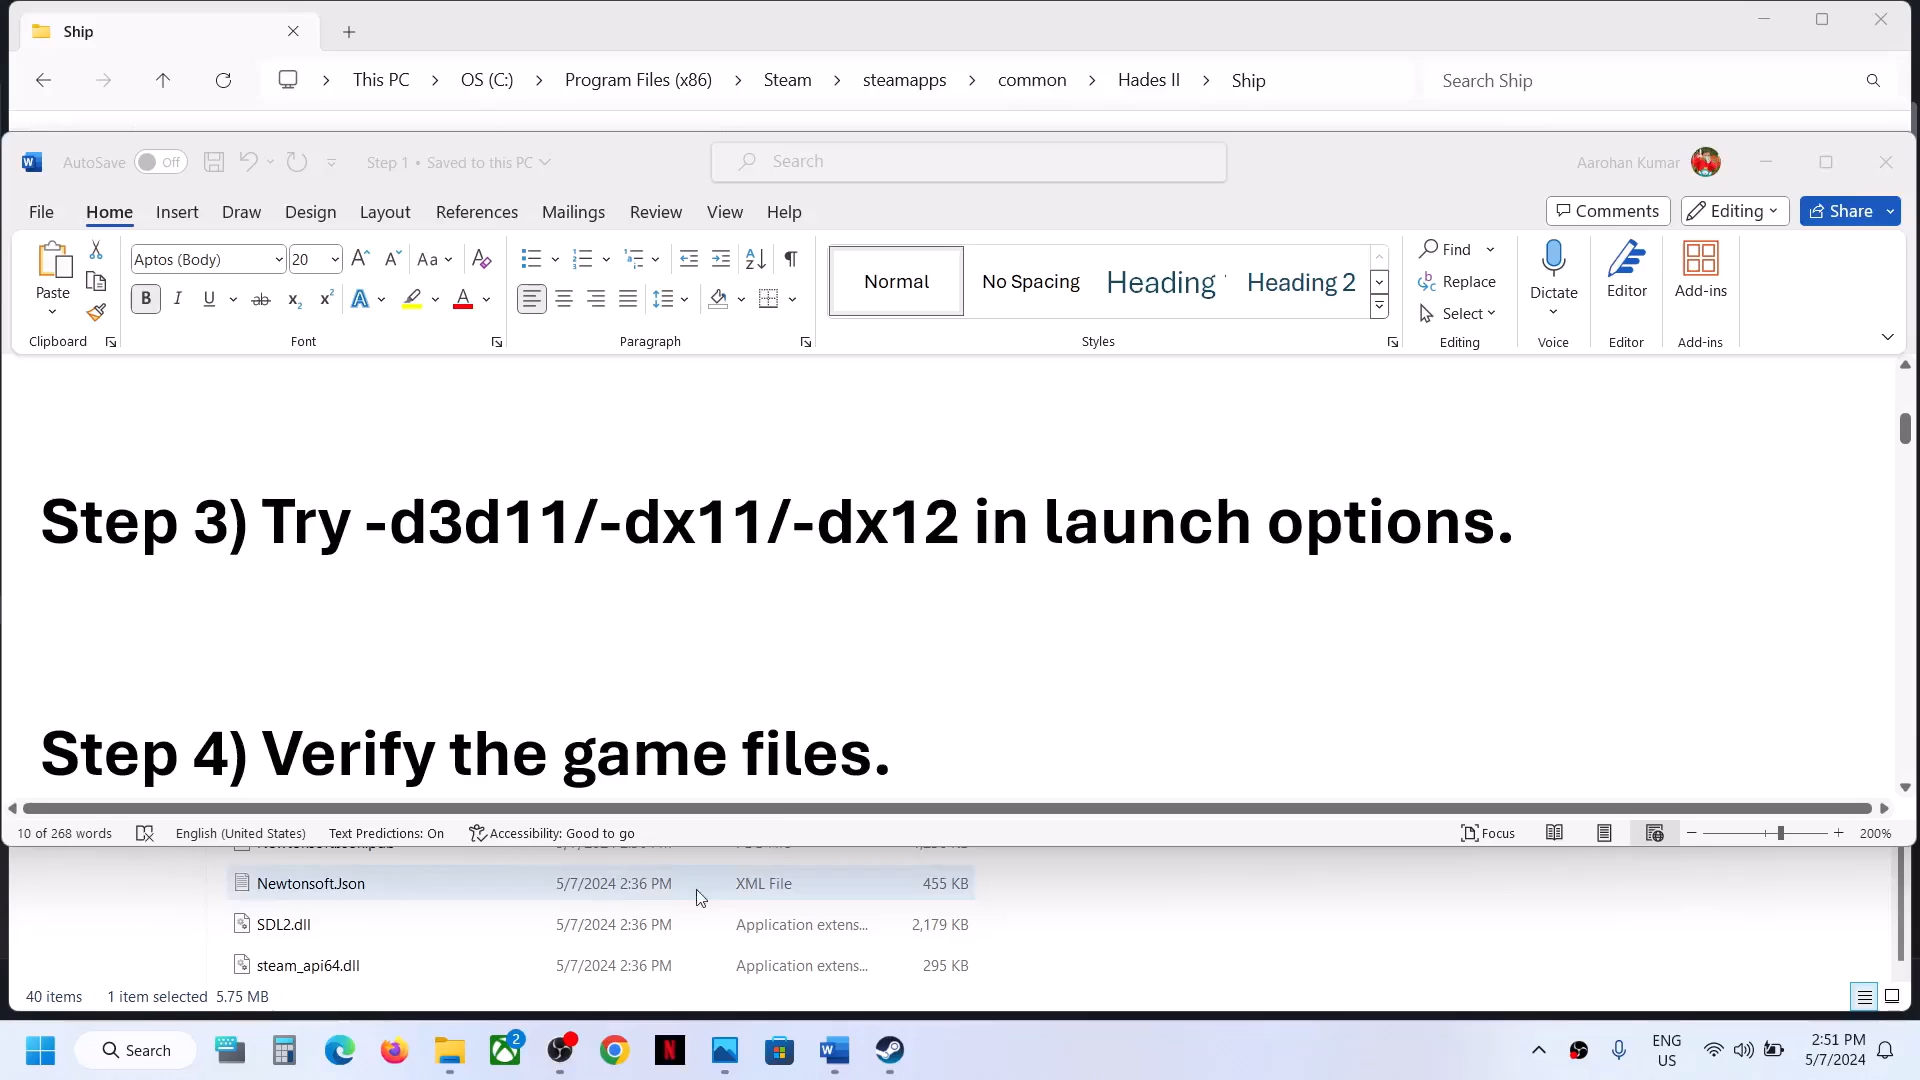 Ship
This PC > OS (C:) > Program Files (x86) > Steam > steamapps > common > Hades II > Ship
Search Ship
AutoSave Off
Step 1 • Saved to this PC
Search
Aarohan Kumar
File Home Insert Draw Design Layout References Mailings Review View Help
Comments Editing Share
Paste
Aptos (Body) 20
Normal No Spacing Heading Heading 2
Find
Replace
Select
Dictate
Editor
Add-ins
Clipboard Font Paragraph Styles Editing Voice Editor Add-ins
Step 3) Try -d3d11/-dx11/-dx12 in launch options.
Step 4) Verify the game files.
10 of 268 words English (United States) Text Predictions: On Accessibility: Good to go Focus 200%
Newtonsoft.Json 5/7/2024 2:36 PM XML File 455 KB
SDL2.dll 5/7/2024 2:36 PM Application extens... 2,179 KB
steam_api64.dll 5/7/2024 2:36 PM Application extens... 295 KB
40 items 1 item selected 5.75 MB
Search
2
ENG
US
2:51 PM
5/7/2024